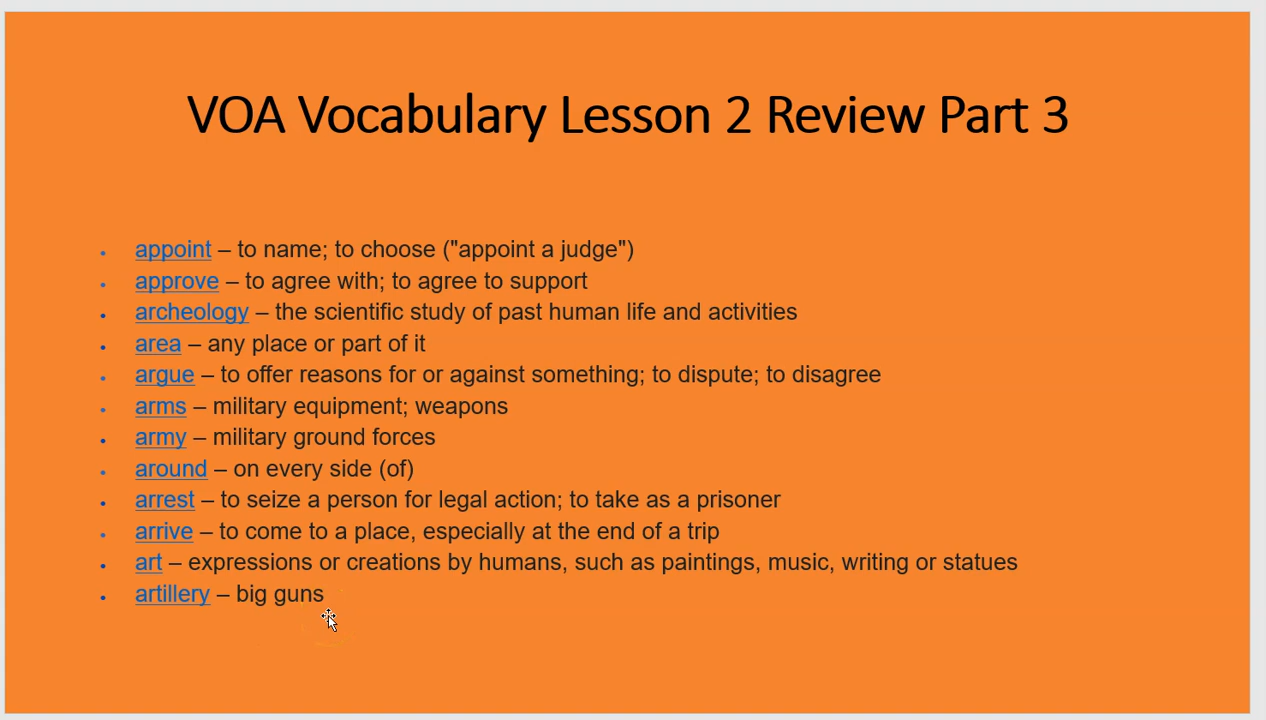 VOA Vocabulary Lesson 2 Review Part 3
• appoint – to name; to choose ("appoint a judge")
• approve – to agree with; to agree to support
• archeology – the scientific study of past human life and activities
• area – any place or part of it
• argue – to offer reasons for or against something; to dispute; to disagree
• arms – military equipment; weapons
• army – military ground forces
• around – on every side (of)
• arrest – to seize a person for legal action; to take as a prisoner
• arrive – to come to a place, especially at the end of a trip
• art – expressions or creations by humans, such as paintings, music, writing or statues
• artillery – big guns